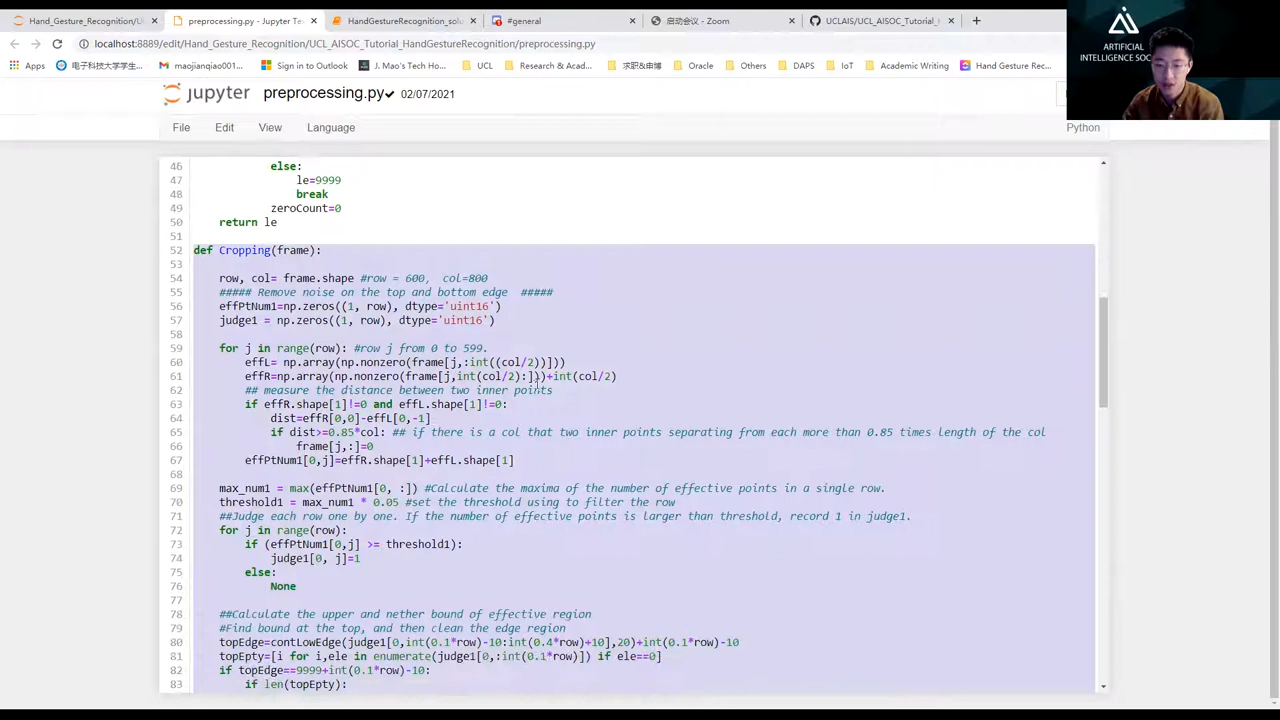 Hand_Gesture_Recognition/U
preprocessing.py - Jupyter Te
HandGestureRecognition_solu
#general
启动会议 - Zoom
UCLAIS/UCL_AISOC_Tutorial_H
localhost:8889/edit/Hand_Gesture_Recognition/UCL_AISOC_Tutorial_HandGestureRecognition/preprocessing.py
Apps
电子科技大学学生...
maojianqiao001...
Sign in to Outlook
J. Mao's Feed Ho...
UCL
Research & Acad...
求职&申博
Others
Oracle
DAPS
IoT
Academic Writing
Hand Gesture Rec...
ARTIFICIAL
INTELLIGENCE SOC
jupyter preprocessing.py 02/07/2021
File Edit View Language Python
46 else:
47 le=9999
48 break
49 zeroCount=0
50 return le
51
52 def Cropping(frame):
53
54 row, col= frame.shape #row = 600, col=800
55 ##### Remove noise on the top and bottom edge #####
56 effPtNum1=np.zeros((1, row), dtype='uint16')
57 judge1 = np.zeros((1, row), dtype='uint16')
58
59 for j in range(row): #row j from 0 to 599.
60 effL= np.array(np.nonzero(frame[j,:int((col/2))]))
61 effR=np.array(np.nonzero(frame[j,int(col/2):]))+int(col/2)
62 ## measure the distance between two inner points
63 if effR.shape[1]!=0 and effL.shape[1]!=0:
64 dist=effR[0,0]-effL[0,-1]
65 if dist>=0.85*col: ## if there is a col that two inner points separating from each more than 0.85 times length of the col
66 frame[j,:]=0
67 effPtNum1[0,j]=effR.shape[1]+effL.shape[1]
68
69 max_num1 = max(effPtNum1[0, :]) #Calculate the maxima of the number of effective points in a single row.
70 threshold1 = max_num1 * 0.05 #set the threshold using to filter the row
71 ##Judge each row one by one. If the number of effective points is larger than threshold, record 1 in judge1.
72 for j in range(row):
73 if (effPtNum1[0,j] >= threshold1):
74 judge1[0, j]=1
75 else:
76 None
77
78 ##Calculate the upper and nether bound of effective region
79 #Find bound at the top, and then clean the edge region
80 topEdge=contLowEdge(judge1[0,int(0.1*row)-10:int(0.4*row)+10],20)+int(0.1*row)-10
81 topEpty=[i for i,ele in enumerate(judge1[0,:int(0.1*row)]) if ele==0]
82 if topEdge==9999+int(0.1*row)-10:
83 if len(topEpty):